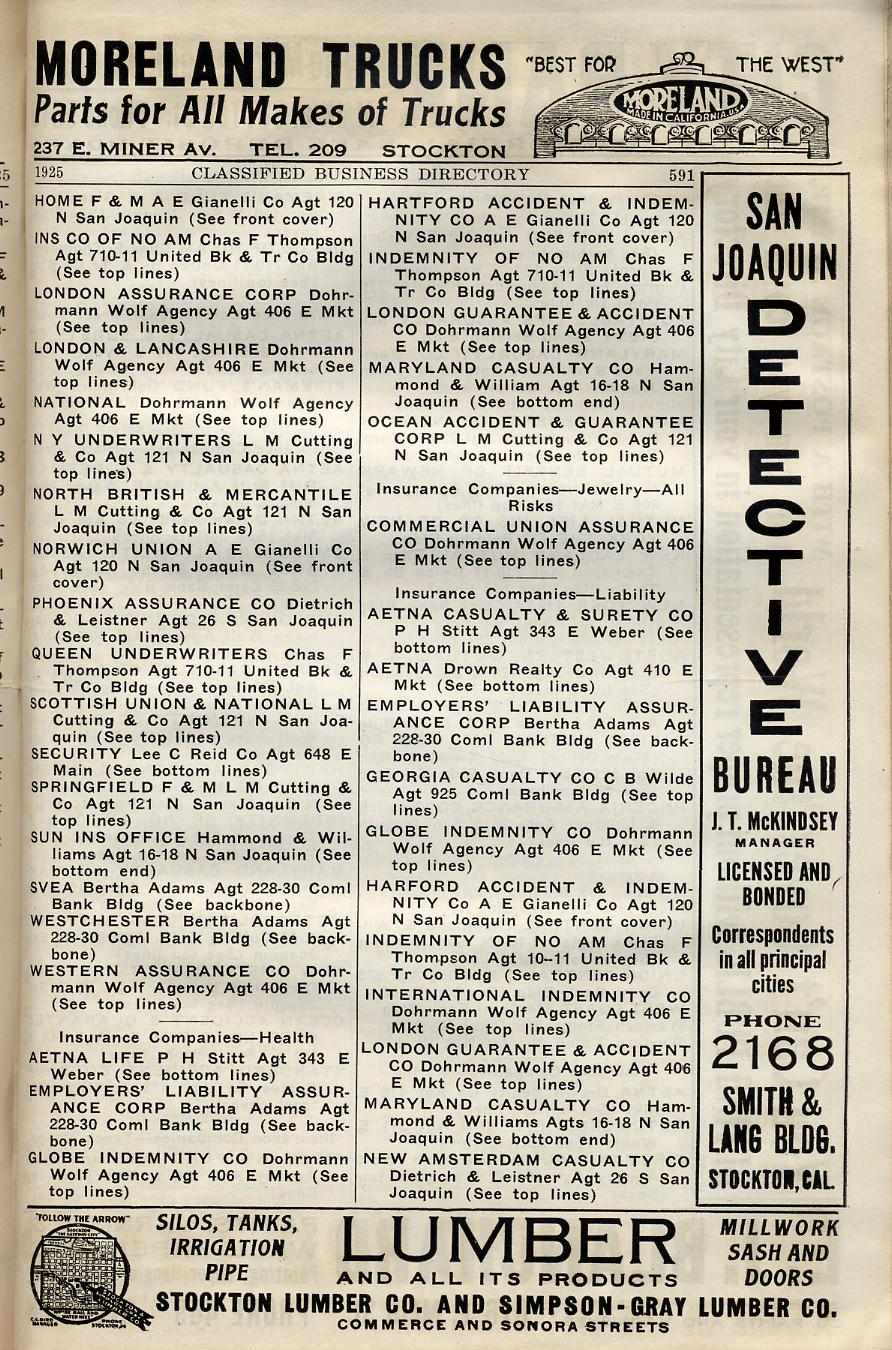 MORELAND TRUCKS
Parts for All Makes of Trucks
237 E. MINER AV. TEL. 209 STOCKTON
"BEST FOR THE WEST"
MORELAND
MADE IN CALIFORNIA, U.S.A.
1925 CLASSIFIED BUSINESS DIRECTORY 591
HOME F & M A E Gianelli Co Agt 120
N San Joaquin (See front cover)
INS CO OF NO AM Chas F Thompson
Agt 710-11 United Bk & Tr Co Bldg
(See top lines)
LONDON ASSURANCE CORP Dohr-
mann Wolf Agency Agt 406 E Mkt
(See top lines)
LONDON & LANCASHIRE Dohrmann
Wolf Agency Agt 406 E Mkt (See
top lines)
NATIONAL Dohrmann Wolf Agency
Agt 406 E Mkt (See top lines)
N Y UNDERWRITERS L M Cutting
& Co Agt 121 N San Joaquin (See
top lines)
NORTH BRITISH & MERCANTILE
L M Cutting & Co Agt 121 N San
Joaquin (See top lines)
NORWICH UNION A E Gianelli Co
Agt 120 N San Joaquin (See front
cover)
PHOENIX ASSURANCE CO Dietrich
& Leistner Agt 26 S San Joaquin
(See top lines)
QUEEN UNDERWRITERS Chas F
Thompson Agt 710-11 United Bk &
Tr Co Bldg (See top lines)
SCOTTISH UNION & NATIONAL L M
Cutting & Co Agt 121 N San Joa-
quin (See top lines)
SECURITY Lee C Reid Co Agt 648 E
Main (See bottom lines)
SPRINGFIELD F & M L M Cutting &
Co Agt 121 N San Joaquin (See
top lines)
SUN INS OFFICE Hammond & Wil-
liams Agt 16-18 N San Joaquin (See
bottom end)
SVEA Bertha Adams Agt 228-30 Coml
Bank Bldg (See backbone)
WESTCHESTER Bertha Adams Agt
228-30 Coml Bank Bldg (See back-
bone)
WESTERN ASSURANCE CO Dohr-
mann Wolf Agency Agt 406 E Mkt
(See top lines)
Insurance Companies—Health
AETNA LIFE P H Stitt Agt 343 E
Weber (See bottom lines)
EMPLOYERS' LIABILITY ASSUR-
ANCE CORP Bertha Adams Agt
228-30 Coml Bank Bldg (See back-
bone)
GLOBE INDEMNITY CO Dohrmann
Wolf Agency Agt 406 E Mkt (See
top lines)
HARTFORD ACCIDENT & INDEM-
NITY CO A E Gianelli Co Agt 120
N San Joaquin (See front cover)
INDEMNITY OF NO AM Chas F
Thompson Agt 710-11 United Bk &
Tr Co Bldg (See top lines)
LONDON GUARANTEE & ACCIDENT
CO Dohrmann Wolf Agency Agt 406
E Mkt (See top lines)
MARYLAND CASUALTY CO Ham-
mond & William Agt 16-18 N San
Joaquin (See bottom end)
OCEAN ACCIDENT & GUARANTEE
CORP L M Cutting & Co Agt 121
N San Joaquin (See top lines)
Insurance Companies—Jewelry—All
Risks
COMMERCIAL UNION ASSURANCE
CO Dohrmann Wolf Agency Agt 406
E Mkt (See top lines)
Insurance Companies—Liability
AETNA CASUALTY & SURETY CO
P H Stitt Agt 343 E Weber (See
bottom lines)
AETNA Drown Realty Co Agt 410 E
Mkt (See bottom lines)
EMPLOYERS' LIABILITY ASSUR-
ANCE CORP Bertha Adams Agt
228-30 Coml Bank Bldg (See back-
bone)
GEORGIA CASUALTY CO C B Wilde
Agt 925 Coml Bank Bldg (See top
lines)
GLOBE INDEMNITY CO Dohrmann
Wolf Agency Agt 406 E Mkt (See
top lines)
HARFORD ACCIDENT & INDEM-
NITY Co A E Gianelli Co Agt 120
N San Joaquin (See front cover)
INDEMNITY OF NO AM Chas F
Thompson Agt 10--11 United Bk &
Tr Co Bldg (See top lines)
INTERNATIONAL INDEMNITY CO
Dohrmann Wolf Agency Agt 406 E
Mkt (See top lines)
LONDON GUARANTEE & ACCIDENT
CO Dohrmann Wolf Agency Agt 406
E Mkt (See top lines)
MARYLAND CASUALTY CO Ham-
mond & Williams Agts 16-18 N San
Joaquin (See bottom end)
NEW AMSTERDAM CASUALTY CO
Dietrich & Leistner Agt 26 S San
Joaquin (See top lines)
SAN
JOAQUIN
DETECTIVE
BUREAU
J. T. McKINDSEY
MANAGER
LICENSED AND
BONDED
Correspondents
in all principal
cities
PHONE
2168
SMITH &
LANG BLDG.
STOCKTON, CAL.
"FOLLOW THE ARROW"
STOCKTON
SILOS, TANKS,
IRRIGATION
PIPE
LUMBER
AND ALL ITS PRODUCTS
MILLWORK
SASH AND
DOORS
STOCKTON LUMBER CO. AND SIMPSON-GRAY LUMBER CO.
COMMERCE AND SONORA STREETS